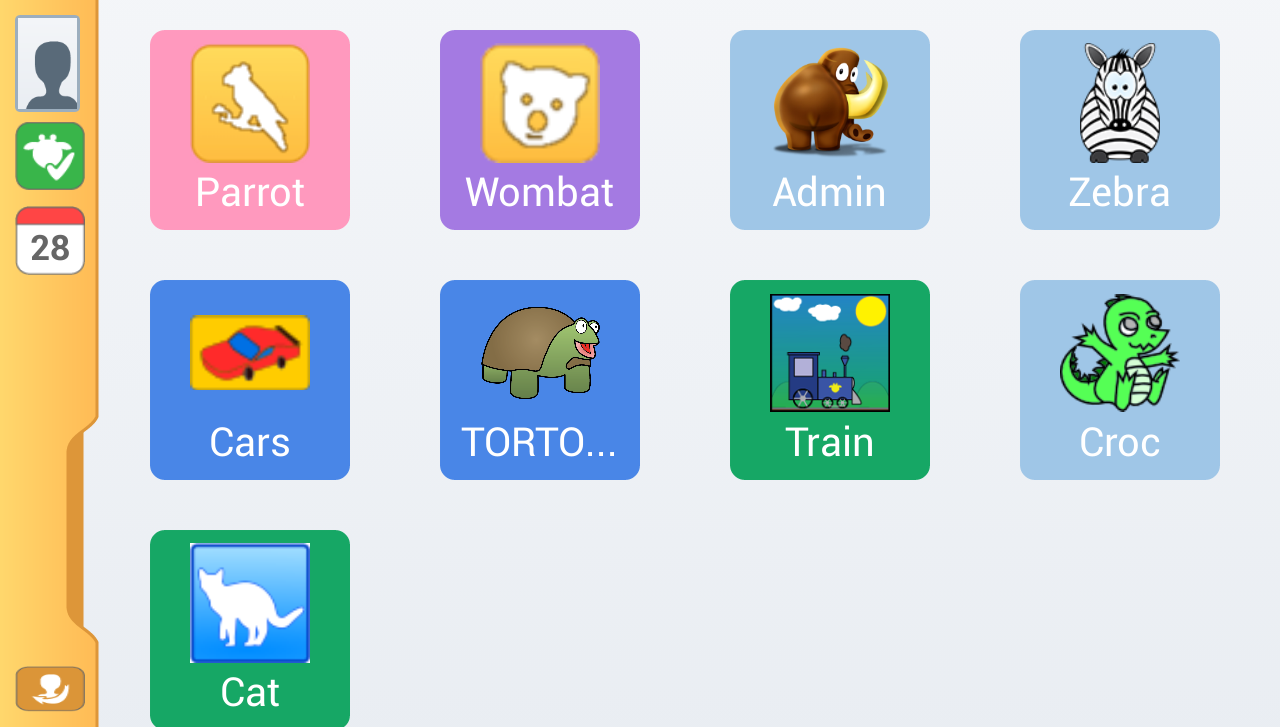 Parrot
Wombat
Admin
Zebra
28
Cars
TORTO...
Train
Croc
Cat